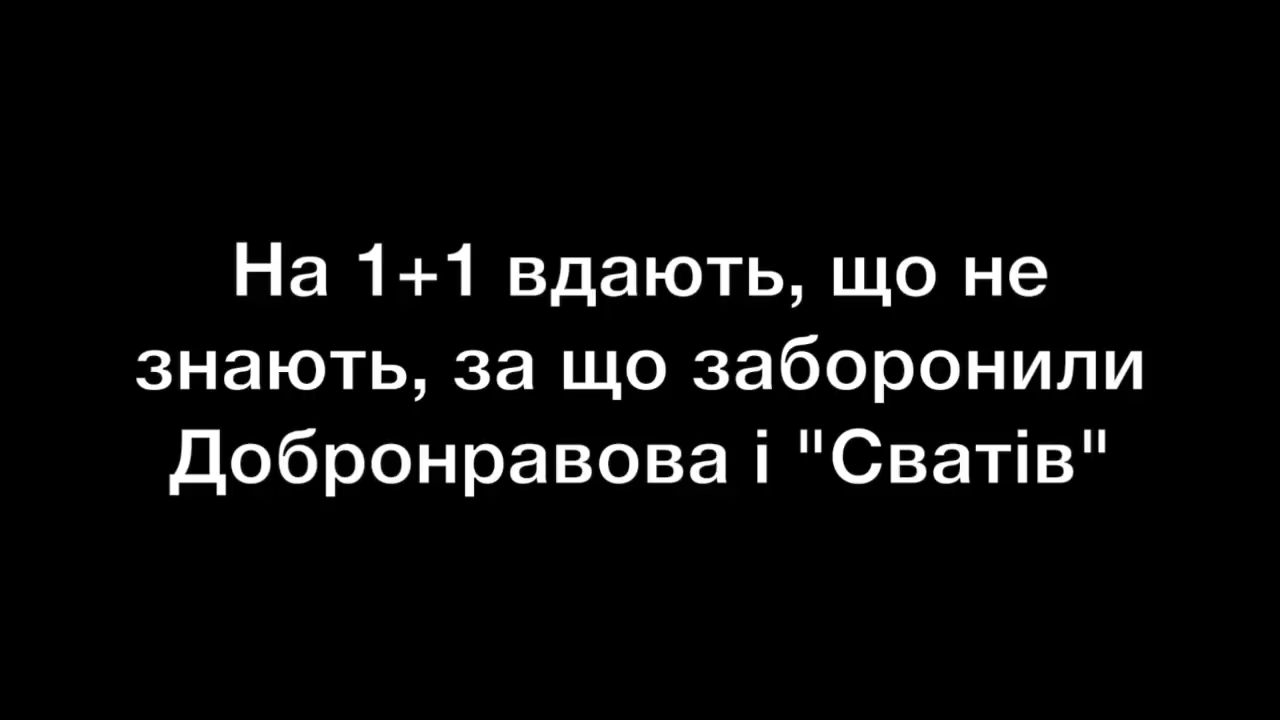 На 1+1 вдають, що не
знають, за що заборонили
Добронравова і "Сватів"